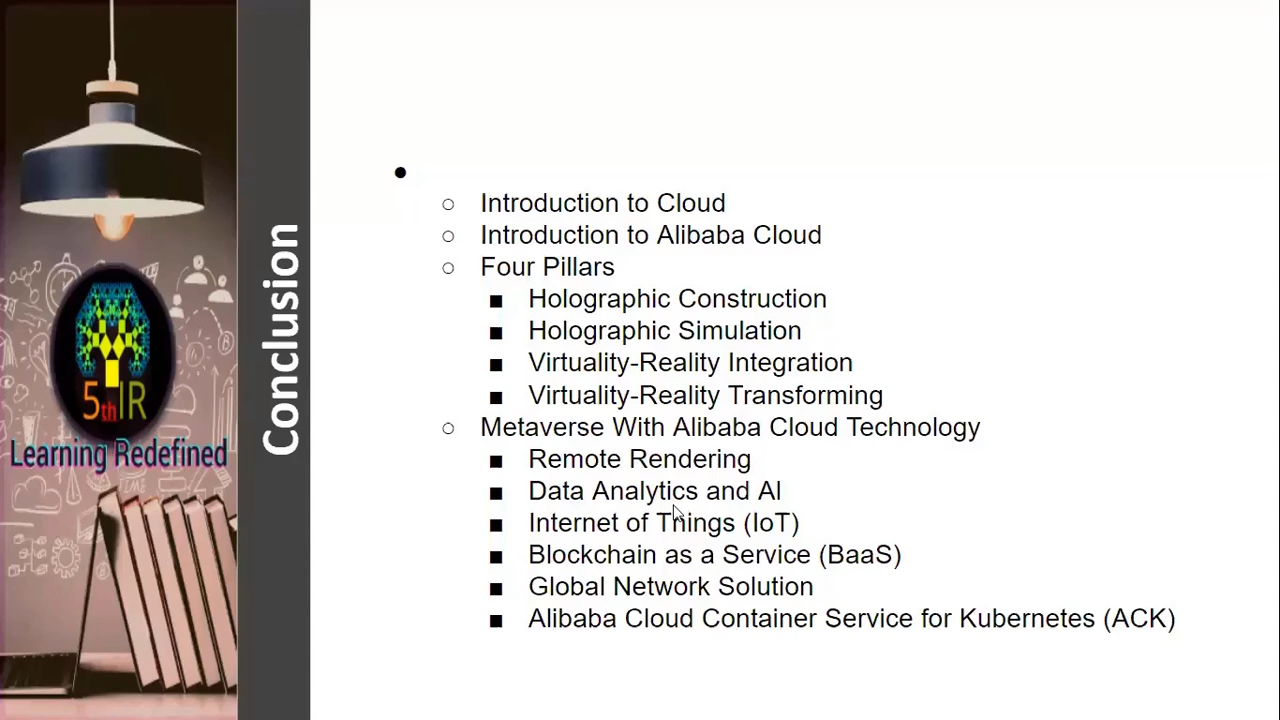 Conclusion
Introduction to Cloud
Introduction to Alibaba Cloud
Four Pillars
Holographic Construction
Holographic Simulation
Virtuality-Reality Integration
Virtuality-Reality Transforming
Metaverse With Alibaba Cloud Technology
Remote Rendering
Data Analytics and AI
Internet of Things (IoT)
Blockchain as a Service (BaaS)
Global Network Solution
Alibaba Cloud Container Service for Kubernetes (ACK)
5thIR
Learning Redefined